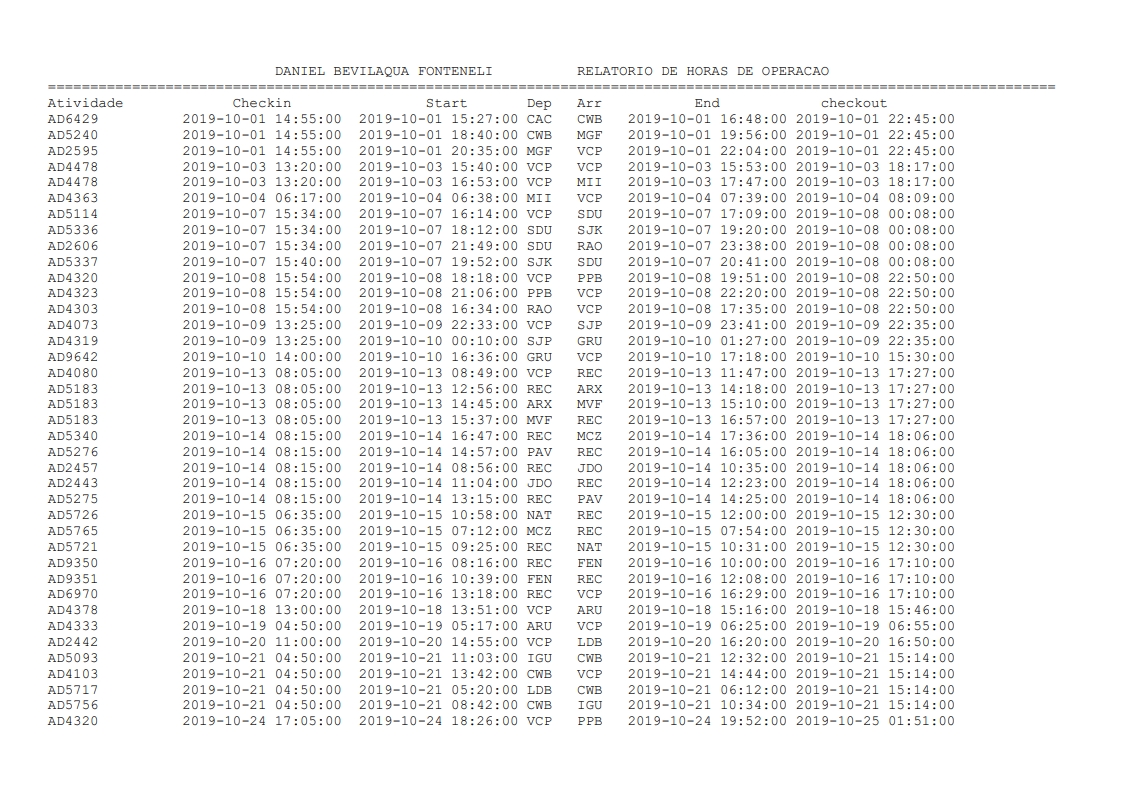 DANIEL BEVILAQUA FONTENELI RELATORIO DE HORAS DE OPERACAO
========================================================================================================================
Atividade Checkin Start Dep Arr End checkout
AD6429 2019-10-01 14:55:00 2019-10-01 15:27:00 CAC CWB 2019-10-01 16:48:00 2019-10-01 22:45:00
AD5240 2019-10-01 14:55:00 2019-10-01 18:40:00 CWB MGF 2019-10-01 19:56:00 2019-10-01 22:45:00
AD2595 2019-10-01 14:55:00 2019-10-01 20:35:00 MGF VCP 2019-10-01 22:04:00 2019-10-01 22:45:00
AD4478 2019-10-03 13:20:00 2019-10-03 15:40:00 VCP VCP 2019-10-03 15:53:00 2019-10-03 18:17:00
AD4478 2019-10-03 13:20:00 2019-10-03 16:53:00 VCP MII 2019-10-03 17:47:00 2019-10-03 18:17:00
AD4363 2019-10-04 06:17:00 2019-10-04 06:38:00 MII VCP 2019-10-04 07:39:00 2019-10-04 08:09:00
AD5114 2019-10-07 15:34:00 2019-10-07 16:14:00 VCP SDU 2019-10-07 17:09:00 2019-10-08 00:08:00
AD5336 2019-10-07 15:34:00 2019-10-07 18:12:00 SDU SJK 2019-10-07 19:20:00 2019-10-08 00:08:00
AD2606 2019-10-07 15:34:00 2019-10-07 21:49:00 SDU RAO 2019-10-07 23:38:00 2019-10-08 00:08:00
AD5337 2019-10-07 15:40:00 2019-10-07 19:52:00 SJK SDU 2019-10-07 20:41:00 2019-10-08 00:08:00
AD4320 2019-10-08 15:54:00 2019-10-08 18:18:00 VCP PPB 2019-10-08 19:51:00 2019-10-08 22:50:00
AD4323 2019-10-08 15:54:00 2019-10-08 21:06:00 PPB VCP 2019-10-08 22:20:00 2019-10-08 22:50:00
AD4303 2019-10-08 15:54:00 2019-10-08 16:34:00 RAO VCP 2019-10-08 17:35:00 2019-10-08 22:50:00
AD4073 2019-10-09 13:25:00 2019-10-09 22:33:00 VCP SJP 2019-10-09 23:41:00 2019-10-09 22:35:00
AD4319 2019-10-09 13:25:00 2019-10-10 00:10:00 SJP GRU 2019-10-10 01:27:00 2019-10-09 22:35:00
AD9642 2019-10-10 14:00:00 2019-10-10 16:36:00 GRU VCP 2019-10-10 17:18:00 2019-10-10 15:30:00
AD4080 2019-10-13 08:05:00 2019-10-13 08:49:00 VCP REC 2019-10-13 11:47:00 2019-10-13 17:27:00
AD5183 2019-10-13 08:05:00 2019-10-13 12:56:00 REC ARX 2019-10-13 14:18:00 2019-10-13 17:27:00
AD5183 2019-10-13 08:05:00 2019-10-13 14:45:00 ARX MVF 2019-10-13 15:10:00 2019-10-13 17:27:00
AD5183 2019-10-13 08:05:00 2019-10-13 15:37:00 MVF REC 2019-10-13 16:57:00 2019-10-13 17:27:00
AD5340 2019-10-14 08:15:00 2019-10-14 16:47:00 REC MCZ 2019-10-14 17:36:00 2019-10-14 18:06:00
AD5276 2019-10-14 08:15:00 2019-10-14 14:57:00 PAV REC 2019-10-14 16:05:00 2019-10-14 18:06:00
AD2457 2019-10-14 08:15:00 2019-10-14 08:56:00 REC JDO 2019-10-14 10:35:00 2019-10-14 18:06:00
AD2443 2019-10-14 08:15:00 2019-10-14 11:04:00 JDO REC 2019-10-14 12:23:00 2019-10-14 18:06:00
AD5275 2019-10-14 08:15:00 2019-10-14 13:15:00 REC PAV 2019-10-14 14:25:00 2019-10-14 18:06:00
AD5726 2019-10-15 06:35:00 2019-10-15 10:58:00 NAT REC 2019-10-15 12:00:00 2019-10-15 12:30:00
AD5765 2019-10-15 06:35:00 2019-10-15 07:12:00 MCZ REC 2019-10-15 07:54:00 2019-10-15 12:30:00
AD5721 2019-10-15 06:35:00 2019-10-15 09:25:00 REC NAT 2019-10-15 10:31:00 2019-10-15 12:30:00
AD9350 2019-10-16 07:20:00 2019-10-16 08:16:00 REC FEN 2019-10-16 10:00:00 2019-10-16 17:10:00
AD9351 2019-10-16 07:20:00 2019-10-16 10:39:00 FEN REC 2019-10-16 12:08:00 2019-10-16 17:10:00
AD6970 2019-10-16 07:20:00 2019-10-16 13:18:00 REC VCP 2019-10-16 16:29:00 2019-10-16 17:10:00
AD4378 2019-10-18 13:00:00 2019-10-18 13:51:00 VCP ARU 2019-10-18 15:16:00 2019-10-18 15:46:00
AD4333 2019-10-19 04:50:00 2019-10-19 05:17:00 ARU VCP 2019-10-19 06:25:00 2019-10-19 06:55:00
AD2442 2019-10-20 11:00:00 2019-10-20 14:55:00 VCP LDB 2019-10-20 16:20:00 2019-10-20 16:50:00
AD5093 2019-10-21 04:50:00 2019-10-21 11:03:00 IGU CWB 2019-10-21 12:32:00 2019-10-21 15:14:00
AD4103 2019-10-21 04:50:00 2019-10-21 13:42:00 CWB VCP 2019-10-21 14:44:00 2019-10-21 15:14:00
AD5717 2019-10-21 04:50:00 2019-10-21 05:20:00 LDB CWB 2019-10-21 06:12:00 2019-10-21 15:14:00
AD5756 2019-10-21 04:50:00 2019-10-21 08:42:00 CWB IGU 2019-10-21 10:34:00 2019-10-21 15:14:00
AD4320 2019-10-24 17:05:00 2019-10-24 18:26:00 VCP PPB 2019-10-24 19:52:00 2019-10-25 01:51:00